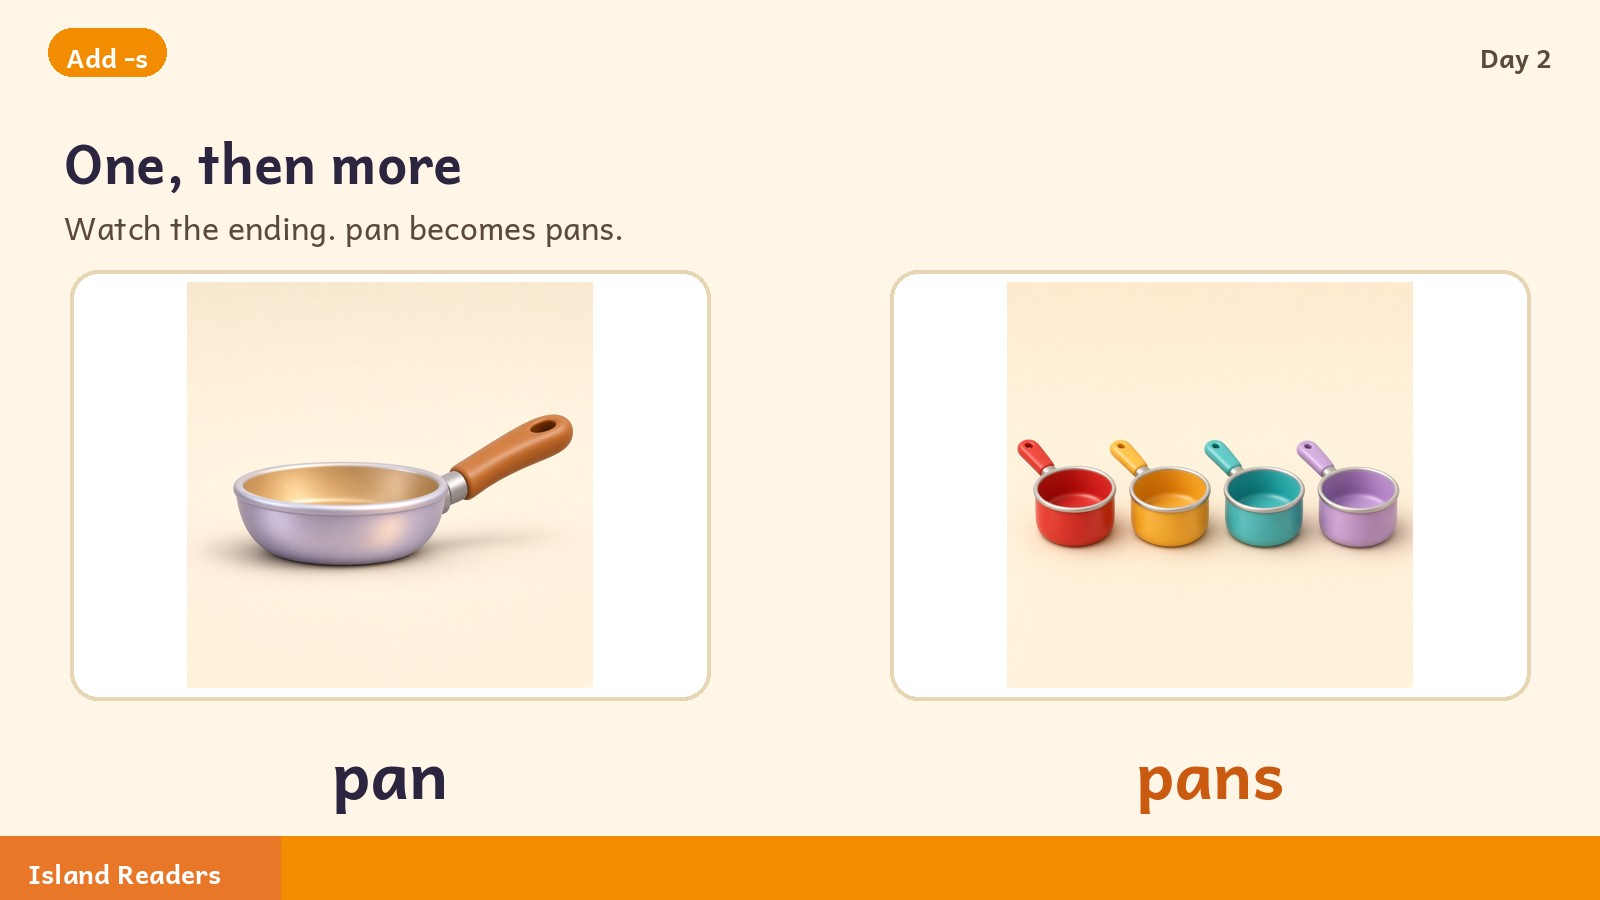 Add -s
Day 2
One, then more
Watch the ending. pan becomes pans.
pan
pans
Island Readers